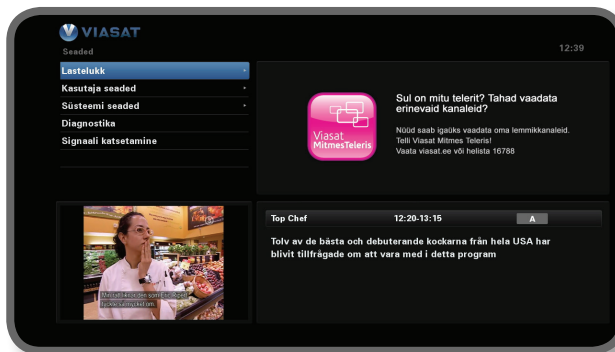 VIASAT
Seaded
12:39
Lastelukk
Kasutaja seaded
Süsteemi seaded
Diagnostika
Signaali katsetamine
Viasat
MitmesTeleris
Sul on mitu telerit? Tahad vaadata
erinevaid kanaleid?
Nüüd saab igaüks vaadata oma lemmikkanaleid.
Telli Viasat Mitmes Teleris!
Vaata viasat.ee või helista 16788
som Eric Ripert
Top Chef 12:20-13:15 A
Tolv av de bästa och debuterande kockarna från hela USA har
blivit tillfrågade om att vara med i detta program